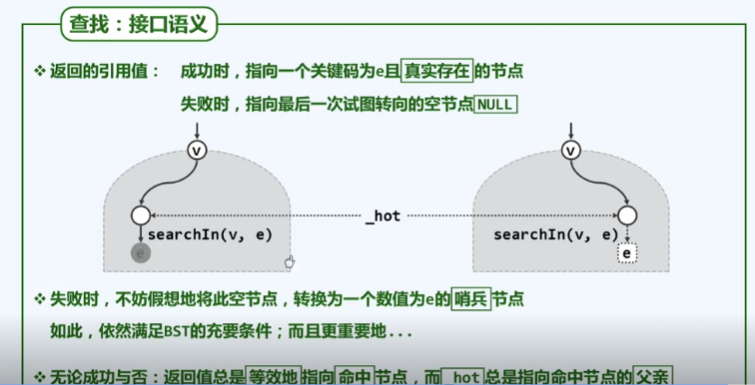 查找：接口语义
❖ 返回的引用值： 成功时，指向一个关键码为e且真实存在的节点
失败时，指向最后一次试图转向的空节点NULL
v v
_hot
searchIn(v, e) searchIn(v, e)
e e
❖ 失败时，不妨假想地将此空节点，转换为一个数值为e的哨兵节点
如此，依然满足BST的充要条件；而且更重要地...
❖ 无论成功与否：返回值总是等效地指向命中节点，而_hot总是指向命中节点的父亲